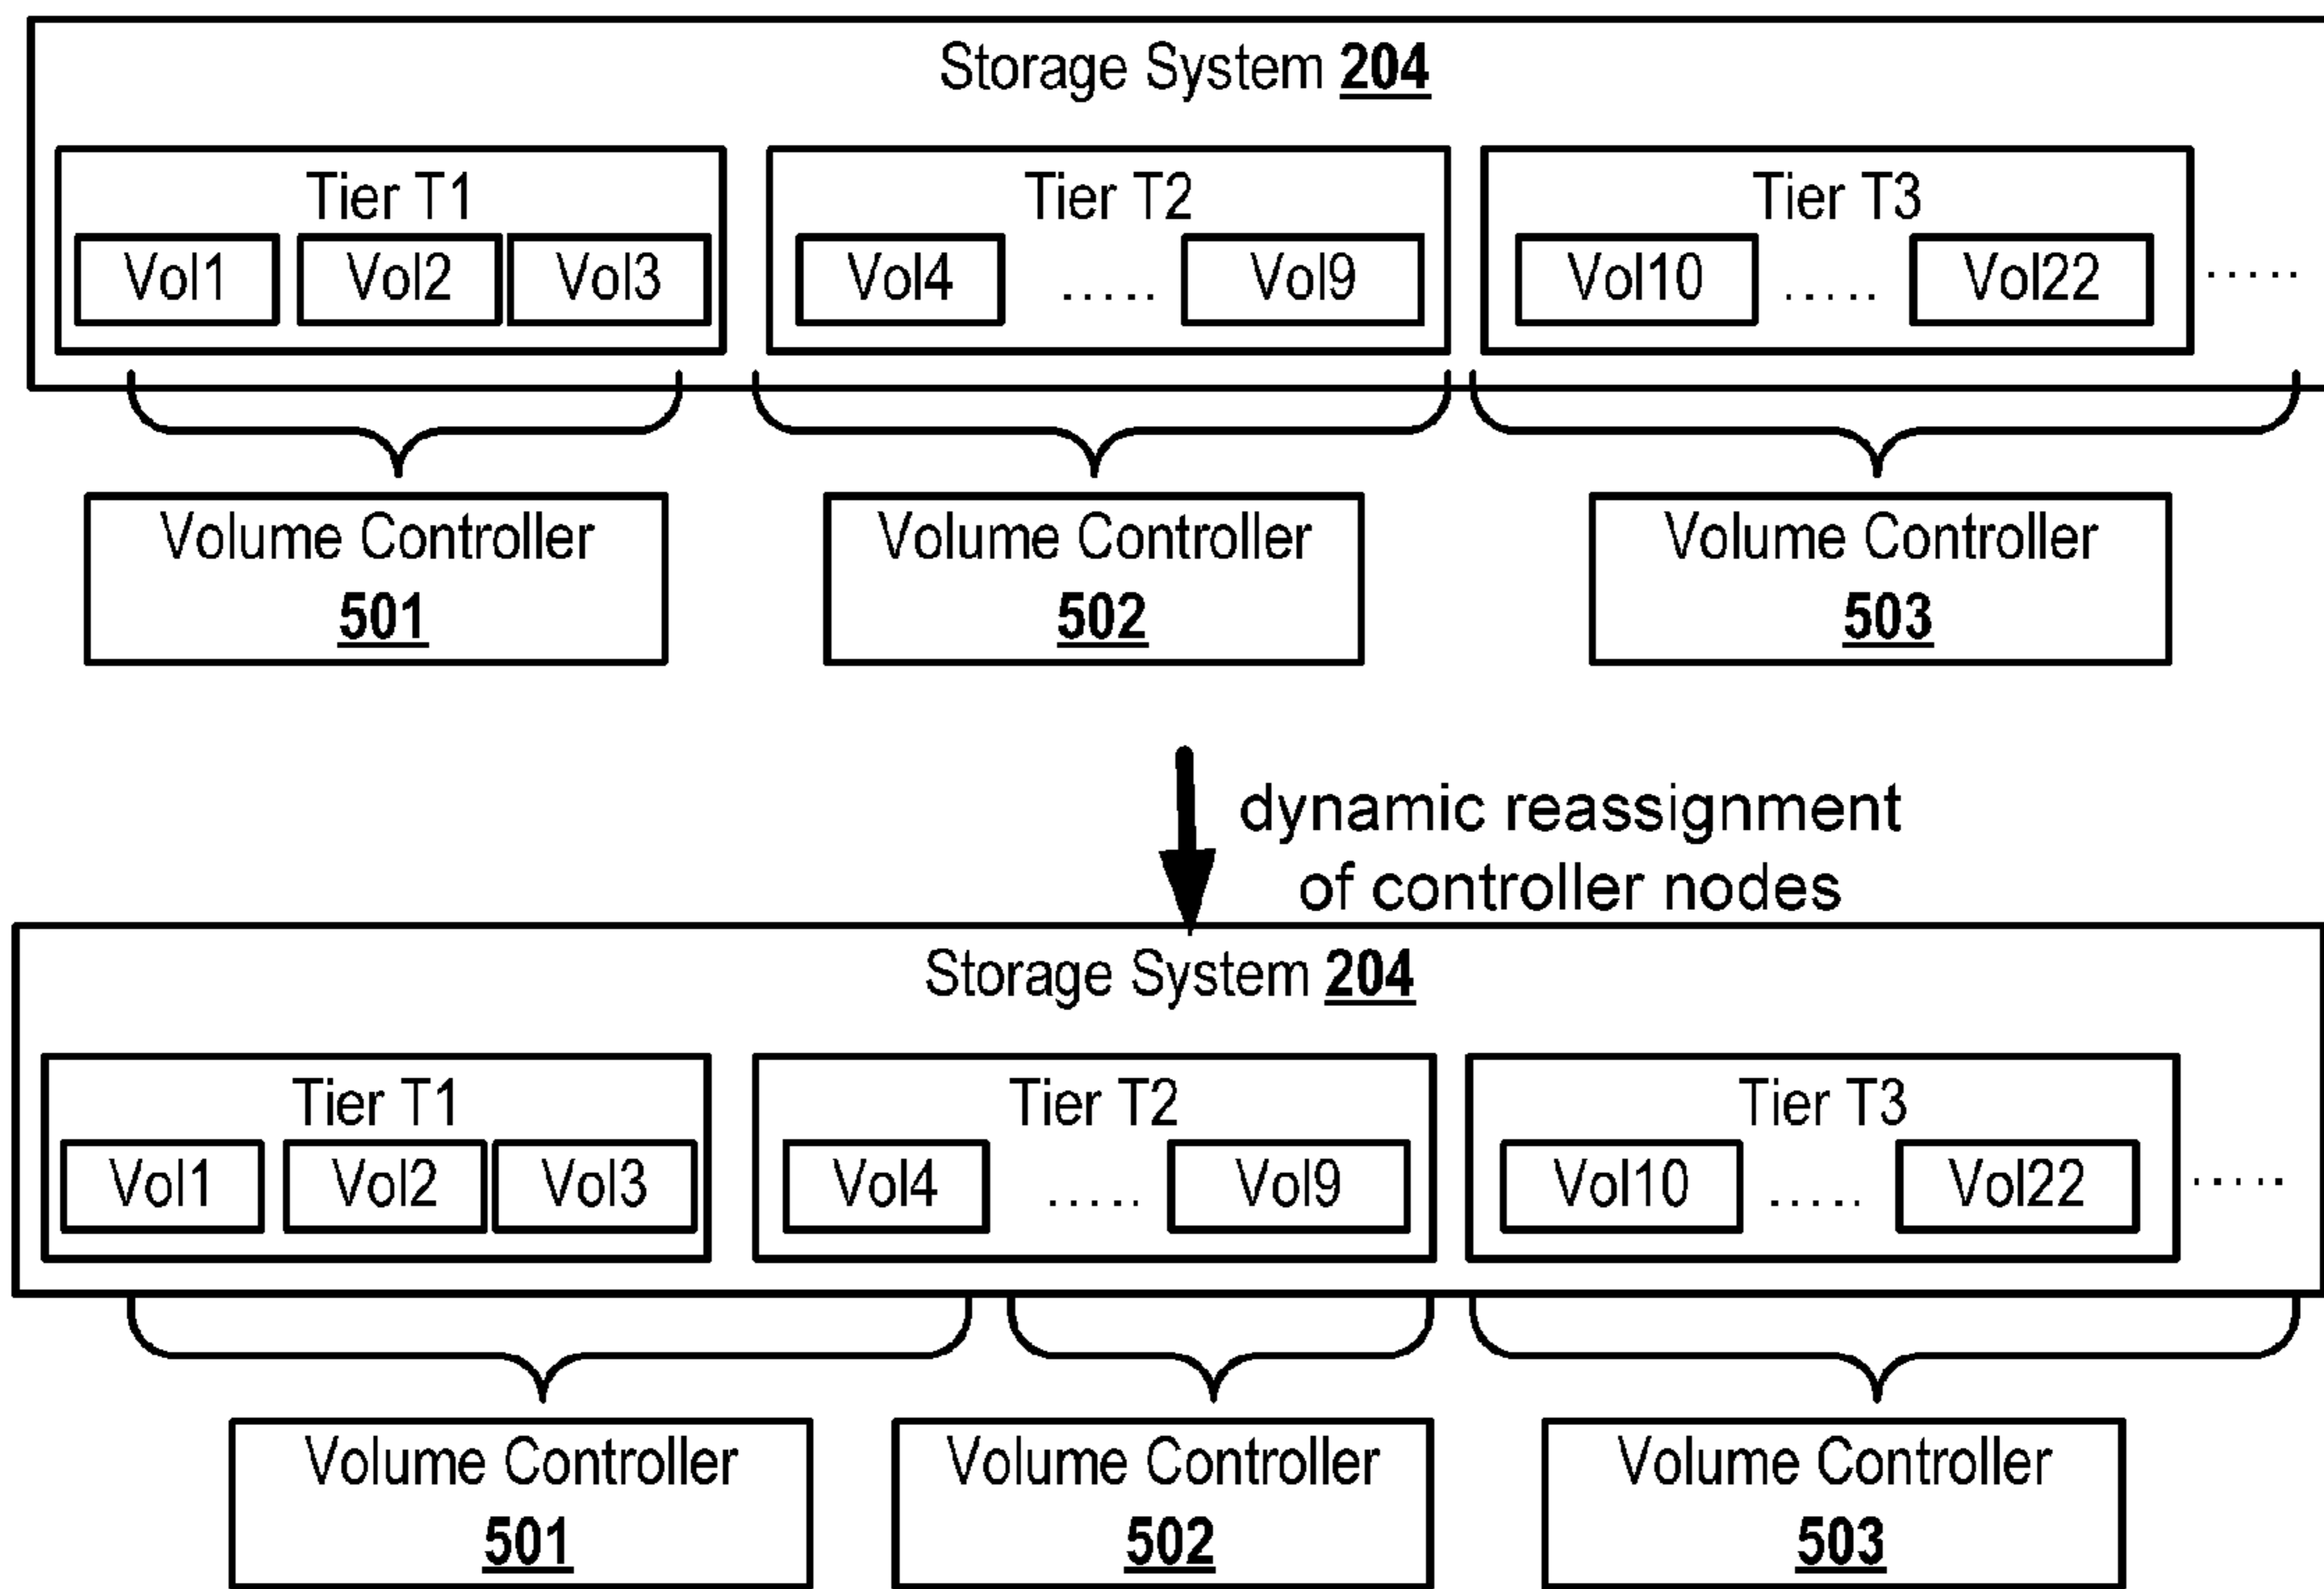 Storage System 204
Tier T1
Tier T2
Tier T3
Vol1 Vol2 Vol3
Vol4 ..... Vol9
Vol10 ..... Vol22
.....
Volume Controller
501
Volume Controller
502
Volume Controller
503
dynamic reassignment
of controller nodes
Storage System 204
Tier T1
Tier T2
Tier T3
Vol1 Vol2 Vol3
Vol4 ..... Vol9
Vol10 ..... Vol22
.....
Volume Controller
501
Volume Controller
502
Volume Controller
503